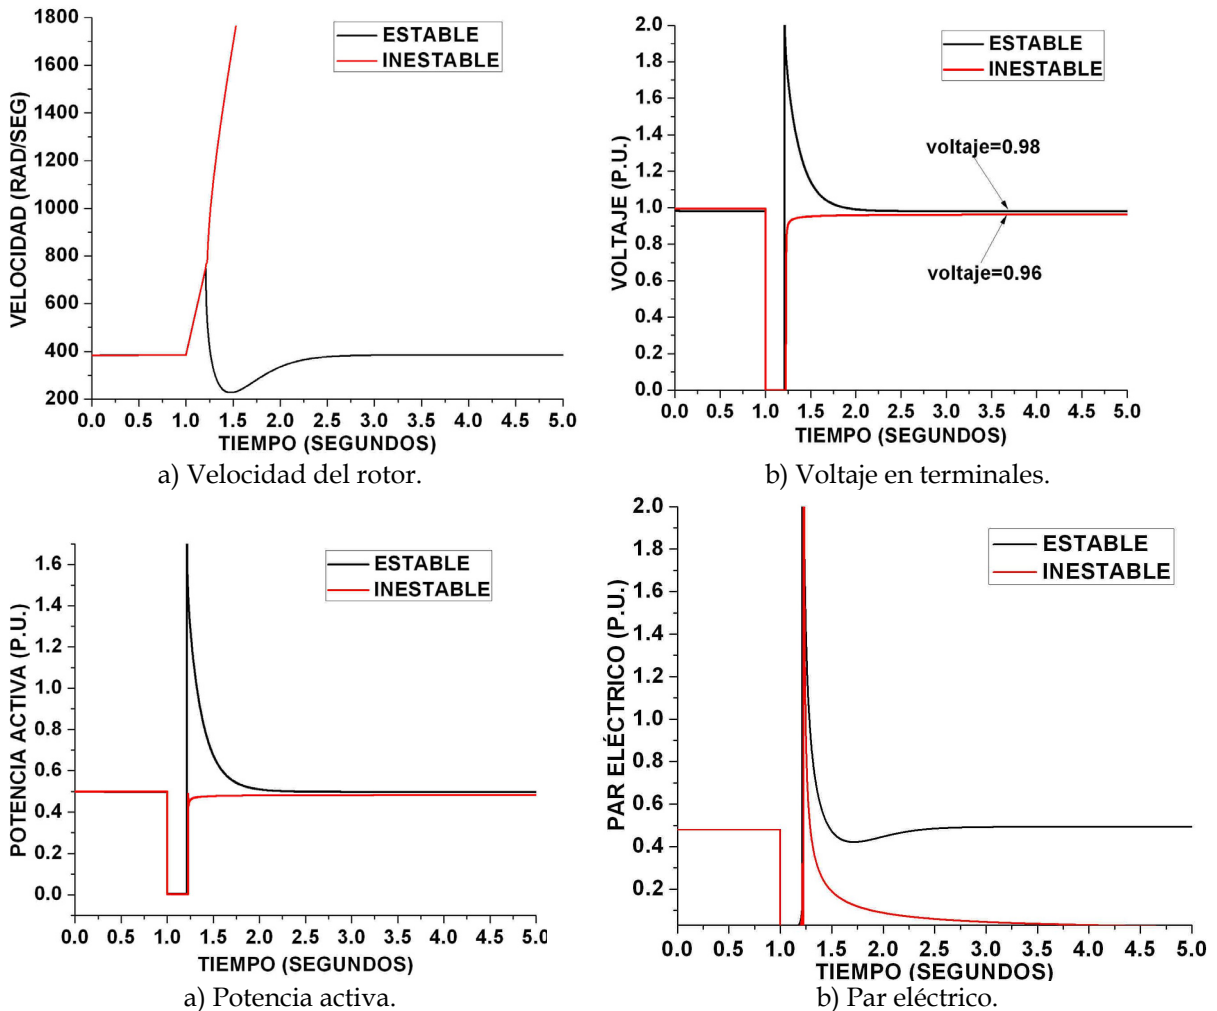 1800
1600
1400
1200
1000
800
600
400
200
VELOCIDAD (RAD/SEG)
ESTABLE
INESTABLE
0.0 0.5 1.0 1.5 2.0 2.5 3.0 3.5 4.0 4.5 5.0
TIEMPO (SEGUNDOS)
a) Velocidad del rotor.
2.0
1.8
1.6
1.4
1.2
1.0
0.8
0.6
0.4
0.2
0.0
VOLTAJE (P.U.)
ESTABLE
INESTABLE
voltaje=0.98
voltaje=0.96
0.0 0.5 1.0 1.5 2.0 2.5 3.0 3.5 4.0 4.5 5.0
TIEMPO (SEGUNDOS)
b) Voltaje en terminales.
1.6
1.4
1.2
1.0
0.8
0.6
0.4
0.2
0.0
POTENCIA ACTIVA (P.U.)
ESTABLE
INESTABLE
0.0 0.5 1.0 1.5 2.0 2.5 3.0 3.5 4.0 4.5 5.0
TIEMPO (SEGUNDOS)
a) Potencia activa.
2.0
1.8
1.6
1.4
1.2
1.0
0.8
0.6
0.4
0.2
PAR ELÉCTRICO (P.U.)
ESTABLE
INESTABLE
0.0 0.5 1.0 1.5 2.0 2.5 3.0 3.5 4.0 4.5 5.0
TIEMPO (SEGUNDOS)
b) Par eléctrico.